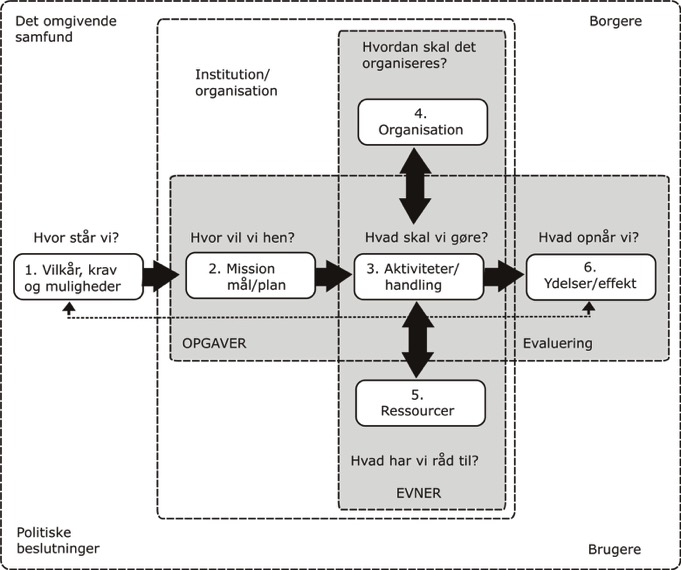 Det omgivende
samfund
Borgere
Hvordan skal det
organiseres?
Institution/
organisation
4.
Organisation
Hvor står vi?
Hvor vil vi hen?
Hvad skal vi gøre?
Hvad opnår vi?
1. Vilkår, krav
og muligheder
2. Mission
mål/plan
3. Aktiviteter/
handling
6.
Ydelser/effekt
OPGAVER
Evaluering
5.
Ressourcer
Hvad har vi råd til?
EVNER
Politiske
beslutninger
Brugere